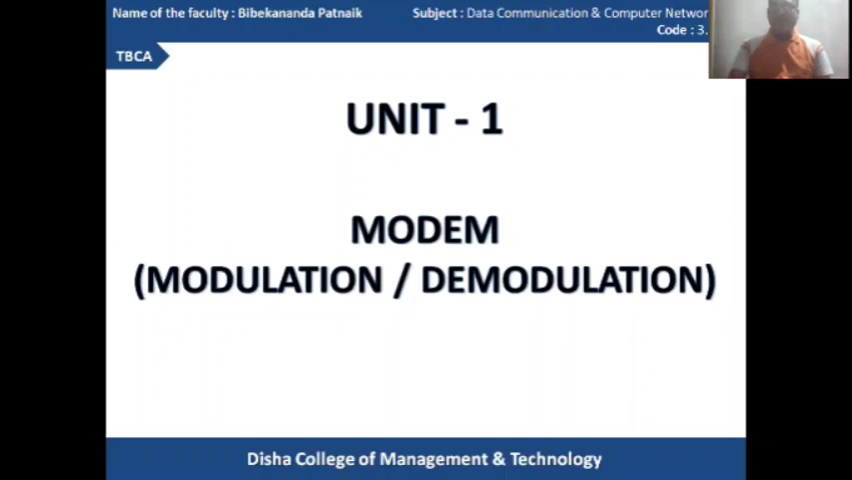 Name of the faculty : Bibekananda Patnaik
Subject : Data Communication & Computer Networ
Code : 3.
TBCA
UNIT - 1
MODEM
(MODULATION / DEMODULATION)
Disha College of Management & Technology